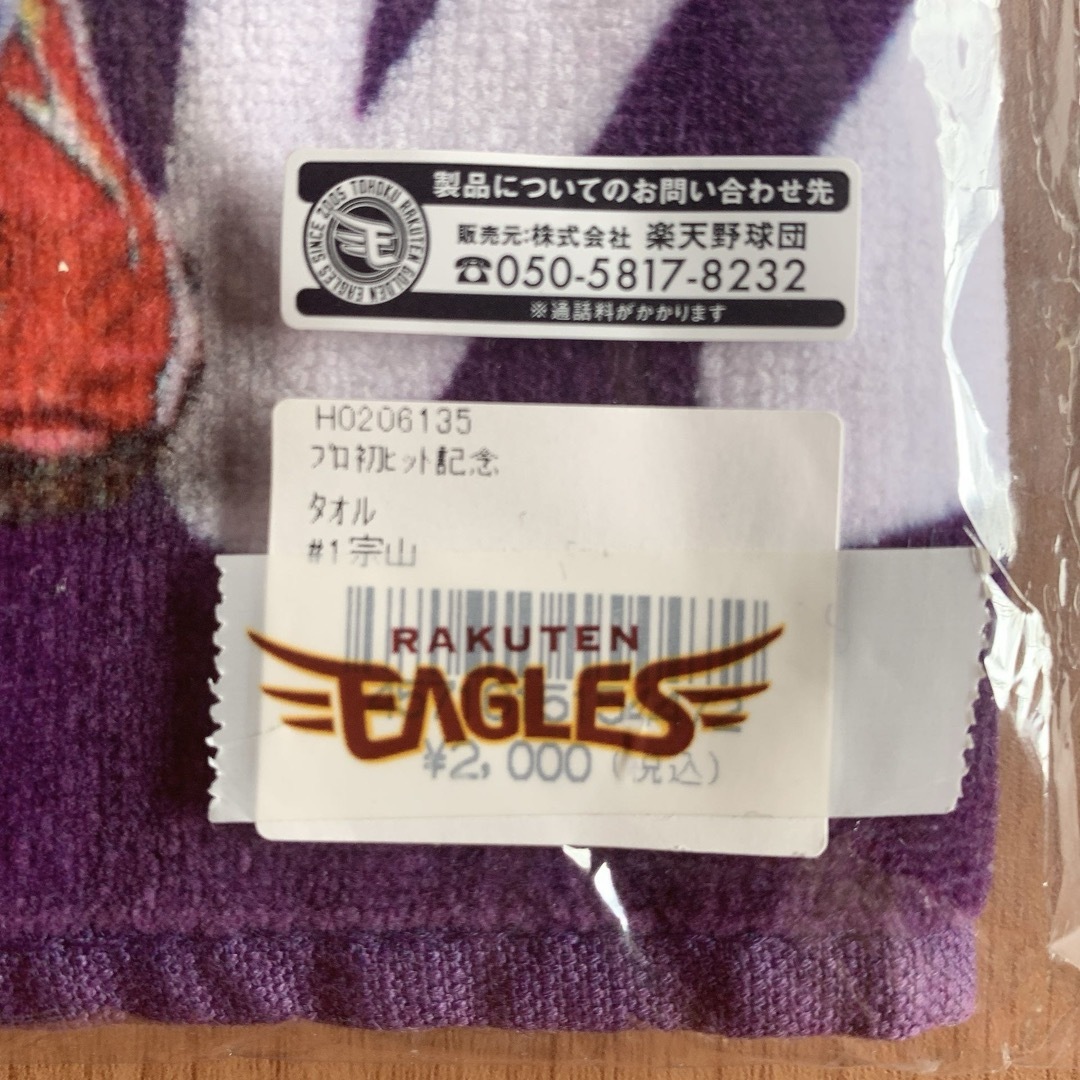 製品についてのお問い合わせ先
SINCE 2005 TOHOKU RAKUTEN GOLDEN EAGLES
販売元:株式会社 楽天野球団
☎050-5817-8232
※通話料がかかります
H0206135
ﾌﾟﾛ初ﾋｯﾄ記念
ﾀｵﾙ
#1宗山
RAKUTEN
EAGLES
¥2,000(税込)